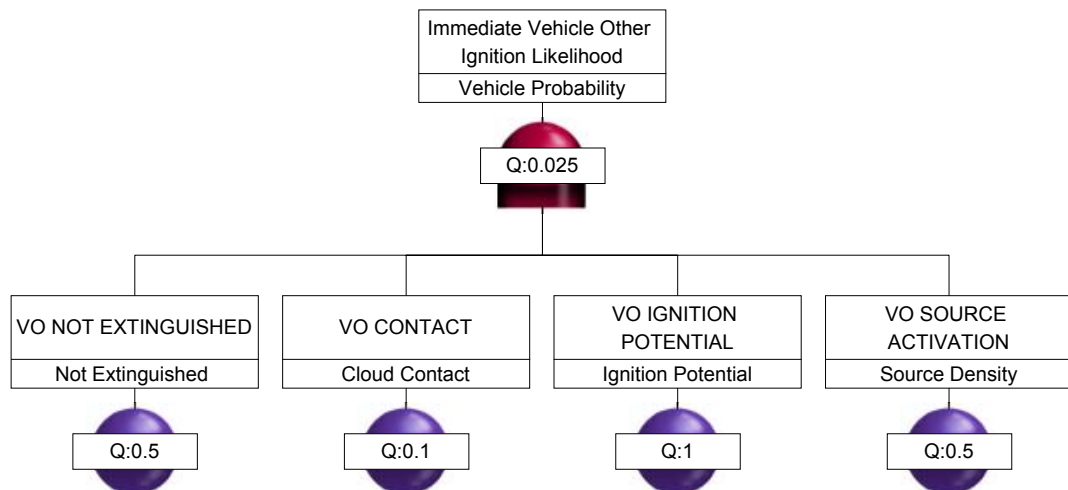 Immediate Vehicle Other
Ignition Likelihood
Vehicle Probability
Q:0.025
VO NOT EXTINGUISHED
Not Extinguished
Q:0.5
VO CONTACT
Cloud Contact
Q:0.1
VO IGNITION
POTENTIAL
Ignition Potential
Q:1
VO SOURCE
ACTIVATION
Source Density
Q:0.5